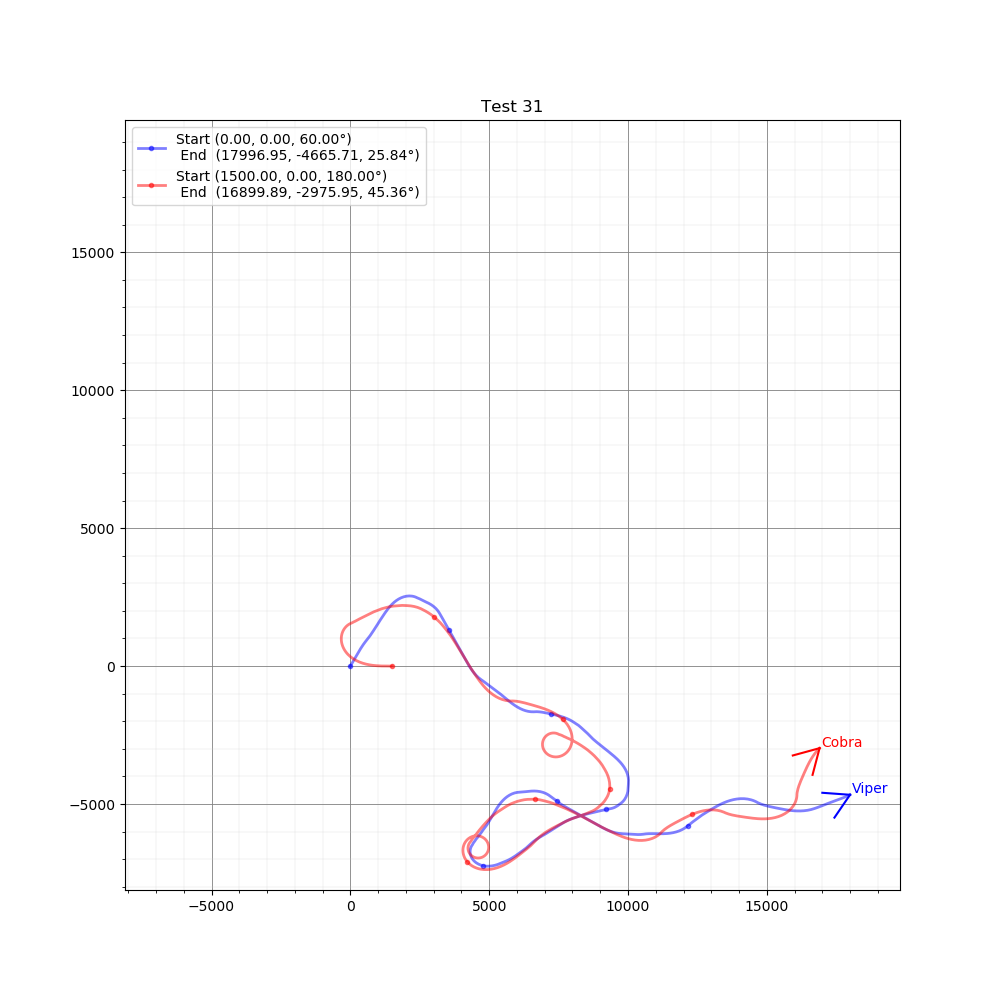 Test 31
Start (0.00, 0.00, 60.00°)
End  (17996.95, -4665.71, 25.84°)
Start (1500.00, 0.00, 180.00°)
End  (16899.89, -2975.95, 45.36°)
15000
10000
5000
0
−5000
Cobra
Viper
−5000
0
5000
10000
15000